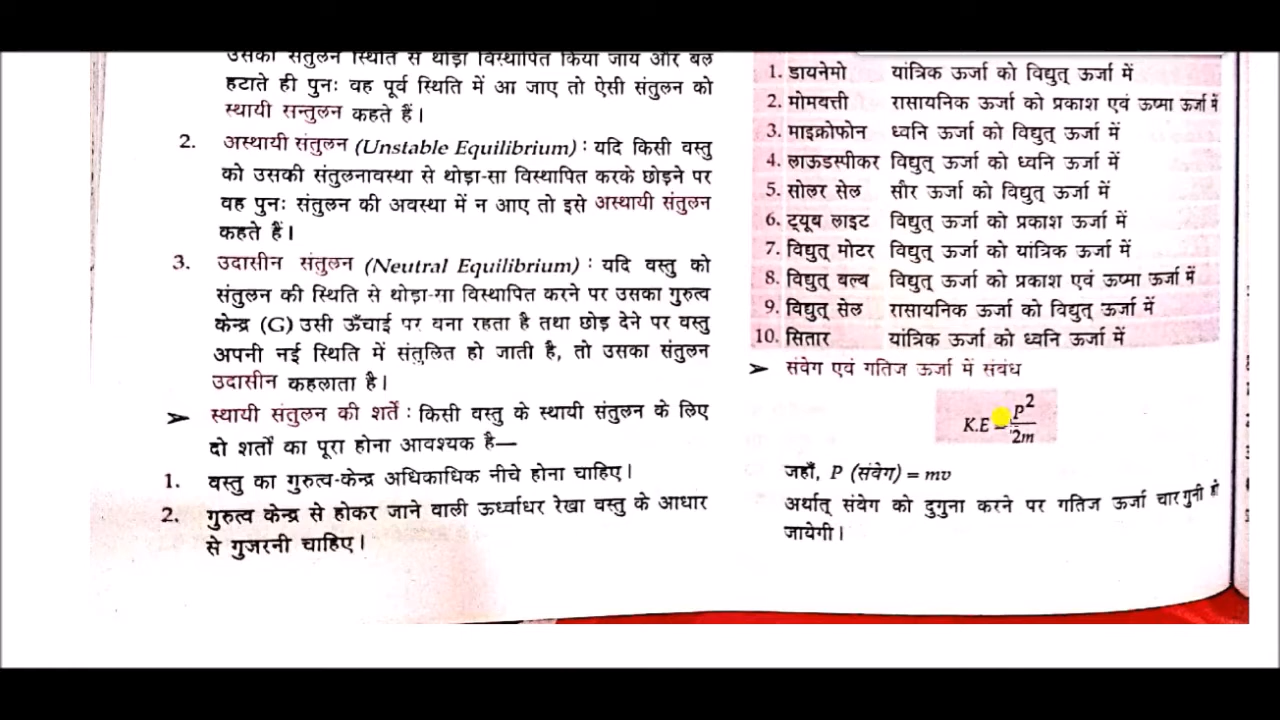 उसकी संतुलन स्थिति से थोड़ा विस्थापित किया जाय और बल
हटाते ही पुनः वह पूर्व स्थिति में आ जाए तो ऐसी संतुलन को
स्थायी सन्तुलन कहते हैं।
2. अस्थायी संतुलन (Unstable Equilibrium) : यदि किसी वस्तु
को उसकी संतुलनावस्था से थोड़ा-सा विस्थापित करके छोड़ने पर
वह पुनः संतुलन की अवस्था में न आए तो इसे अस्थायी संतुलन
कहते हैं।
3. उदासीन संतुलन (Neutral Equilibrium) : यदि वस्तु को
संतुलन की स्थिति से थोड़ा-सा विस्थापित करने पर उसका गुरुत्व
केन्द्र (G) उसी ऊँचाई पर बना रहता है तथा छोड़ देने पर वस्तु
अपनी नई स्थिति में संतुलित हो जाती है, तो उसका संतुलन
उदासीन कहलाता है।
➤ स्थायी संतुलन की शर्तें : किसी वस्तु के स्थायी संतुलन के लिए
दो शर्तों का पूरा होना आवश्यक है—
1. वस्तु का गुरुत्व-केन्द्र अधिकाधिक नीचे होना चाहिए।
2. गुरुत्व केन्द्र से होकर जाने वाली ऊर्ध्वाधर रेखा वस्तु के आधार
से गुजरनी चाहिए।
1. डायनेमो यांत्रिक ऊर्जा को विद्युत् ऊर्जा में
2. मोमबत्ती रासायनिक ऊर्जा को प्रकाश एवं ऊष्मा ऊर्जा में
3. माइक्रोफोन ध्वनि ऊर्जा को विद्युत् ऊर्जा में
4. लाऊडस्पीकर विद्युत् ऊर्जा को ध्वनि ऊर्जा में
5. सोलर सेल सौर ऊर्जा को विद्युत् ऊर्जा में
6. ट्यूब लाइट विद्युत् ऊर्जा को प्रकाश ऊर्जा में
7. विद्युत् मोटर विद्युत् ऊर्जा को यांत्रिक ऊर्जा में
8. विद्युत् बल्ब विद्युत् ऊर्जा को प्रकाश एवं ऊष्मा ऊर्जा में
9. विद्युत् सेल रासायनिक ऊर्जा को विद्युत् ऊर्जा में
10. सितार यांत्रिक ऊर्जा को ध्वनि ऊर्जा में
➤ संवेग एवं गतिज ऊर्जा में संबंध
K.E = P²/2m
जहाँ, P (संवेग) = mv
अर्थात् संवेग को दुगुना करने पर गतिज ऊर्जा चार गुनी हो
जायेगी।